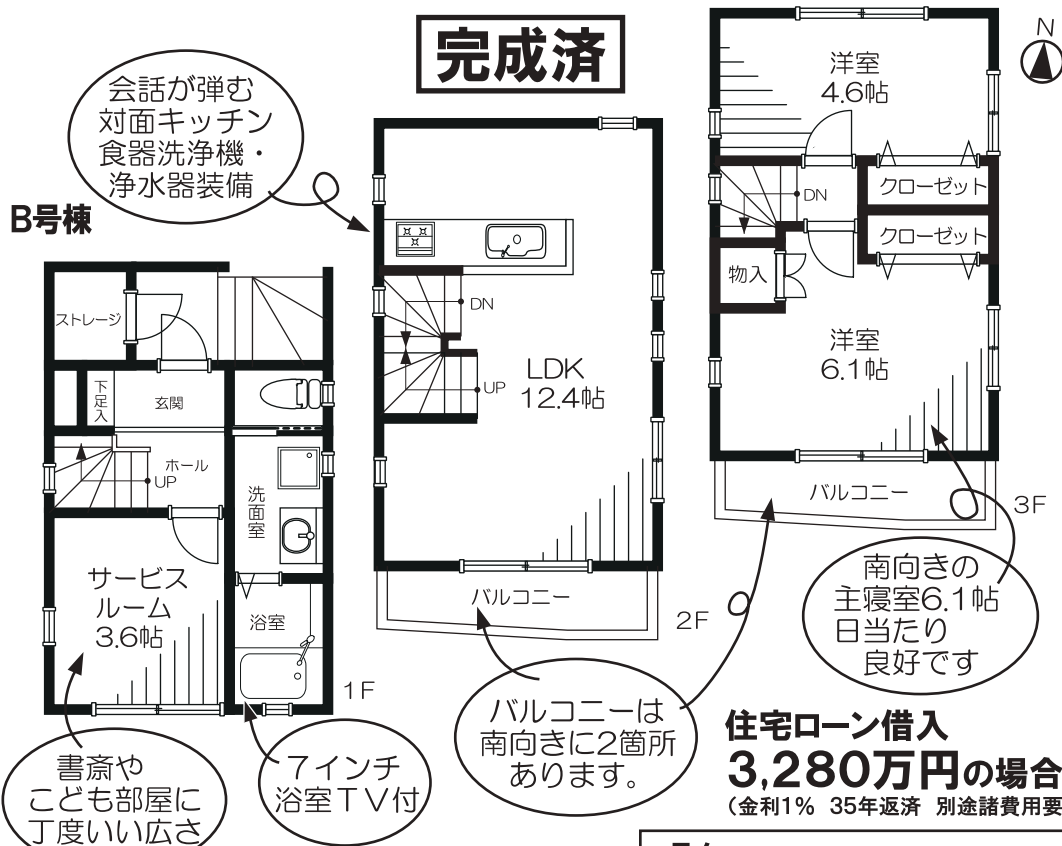 完成済
N
会話が弾む
対面キッチン
食器洗浄機・
浄水器装備
B号棟
ストレージ
下足入
玄関
ホール
UP
洗面室
サービス
ルーム
3.6帖
浴室
1F
書斎や
こども部屋に
丁度いい広さ
7インチ
浴室TV付
DN
UP
LDK
12.4帖
バルコニー
2F
バルコニーは
南向きに2箇所
あります。
洋室
4.6帖
DN
クローゼット
クローゼット
物入
洋室
6.1帖
バルコニー
3F
南向きの
主寝室6.1帖
日当たり
良好です
住宅ローン借入
3,280万円の場合
(金利1% 35年返済 別途諸費用要